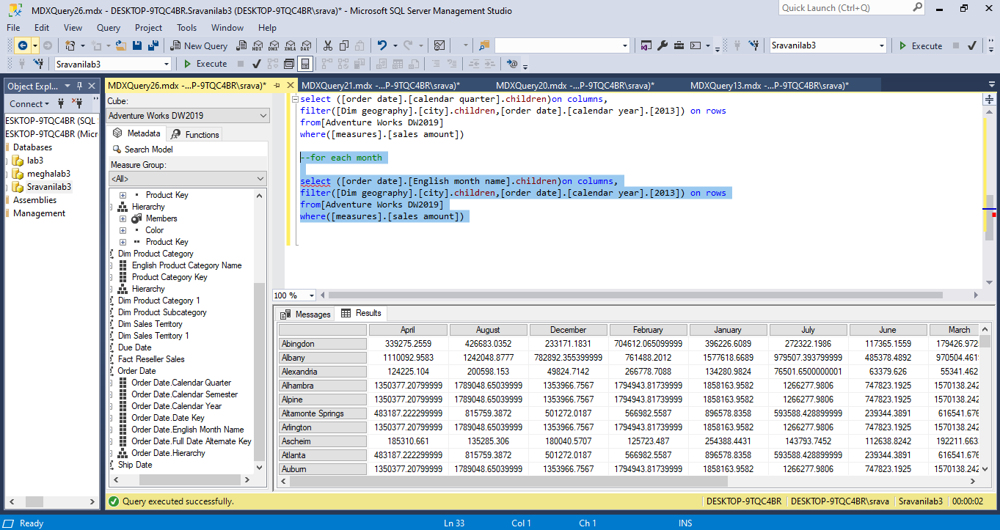 MDXQuery26.mdx - DESKTOP-9TQC4BR.Sravanilab3 (DESKTOP-9TQC4BR\srava)* - Microsoft SQL Server Management Studio
Quick Launch (Ctrl+Q)
File Edit View Query Project Tools Window Help
New Query MDX DMX XMLA DAX Sravanilab3 Execute
Sravanilab3 Execute
Object Expl...
MDXQuery26.mdx -...P-9TQC4BR\srava)* MDXQuery21.mdx -...P-9TQC4BR\srava)* MDXQuery20.mdx -...P-9TQC4BR\srava)* MDXQuery13.mdx -...P-9TQC4BR\srava)*
Connect
ESKTOP-9TQC4BR (SQL
ESKTOP-9TQC4BR (Micr
Databases
lab3
meghalab3
Sravanilab3
Assemblies
Management
Cube:
Adventure Works DW2019
Metadata Functions
Search Model
Measure Group:
<All>
Product Key
Hierarchy
Members
Color
Product Key
Dim Product Category
English Product Category Name
Product Category Key
Hierarchy
Dim Product Category 1
Dim Product Subcategory
Dim Sales Territory
Dim Sales Territory 1
Due Date
Fact Reseller Sales
Order Date
Order Date.Calendar Quarter
Order Date.Calendar Semester
Order Date.Calendar Year
Order Date.Date Key
Order Date.English Month Name
Order Date.Full Date Alternate Key
Order Date.Hierarchy
Ship Date
select ([order date].[calendar quarter].children)on columns,
filter([Dim geography].[city].children,[order date].[calendar year].[2013]) on rows
from[Adventure Works DW2019]
where([measures].[sales amount])
--for each month
select ([order date].[English month name].children)on columns,
filter([Dim geography].[city].children,[order date].[calendar year].[2013]) on rows
from[Adventure Works DW2019]
where([measures].[sales amount])
100 %
Messages Results
April August December February January July June March
Abingdon 339275.2559 426683.0352 233171.1831 704612.065099999 396226.6089 272322.1986 117365.1559 179426.972
Albany 1110092.9583 1242048.8777 782892.355399999 761488.2012 1577618.6689 979507.393799999 485378.4892 970504.461
Alexandria 124225.104 200598.153 49824.7142 266778.7088 134280.9824 76501.6500000001 63379.626 55341.462
Alhambra 1350377.20799999 1789048.65039999 1353966.7567 1794943.81739999 1858163.9582 1266277.9806 747823.1925 1570138.242
Alpine 1350377.20799999 1789048.65039999 1353966.7567 1794943.81739999 1858163.9582 1266277.9806 747823.1925 1570138.242
Altamonte Springs 483187.222299999 815759.3872 501272.0187 566982.5587 896578.8358 593588.428899999 239344.3891 616541.676
Arlington 1350377.20799999 1789048.65039999 1353966.7567 1794943.81739999 1858163.9582 1266277.9806 747823.1925 1570138.242
Ascheim 185310.661 135285.306 180040.5707 125723.487 254388.4431 143793.7452 112638.8242 192211.663
Atlanta 483187.222299999 815759.3872 501272.0187 566982.5587 896578.8358 593588.428899999 239344.3891 616541.676
Auburn 1350377.20799999 1789048.65039999 1353966.7567 1794943.81739999 1858163.9582 1266277.9806 747823.1925 1570138.242
Query executed successfully. DESKTOP-9TQC4BR DESKTOP-9TQC4BR\srava Sravanilab3 00:00:02
Ready Ln 33 Col 1 Ch 1 INS